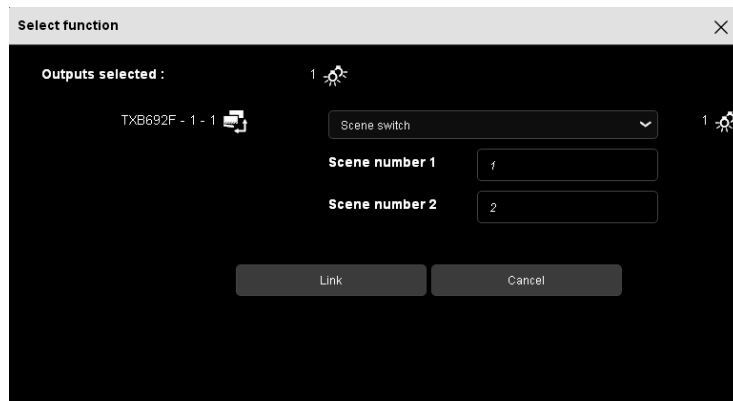 Select function
Outputs selected : 1
TXB692F - 1 - 1 Scene switch 1
Scene number 1 1
Scene number 2 2
Link Cancel